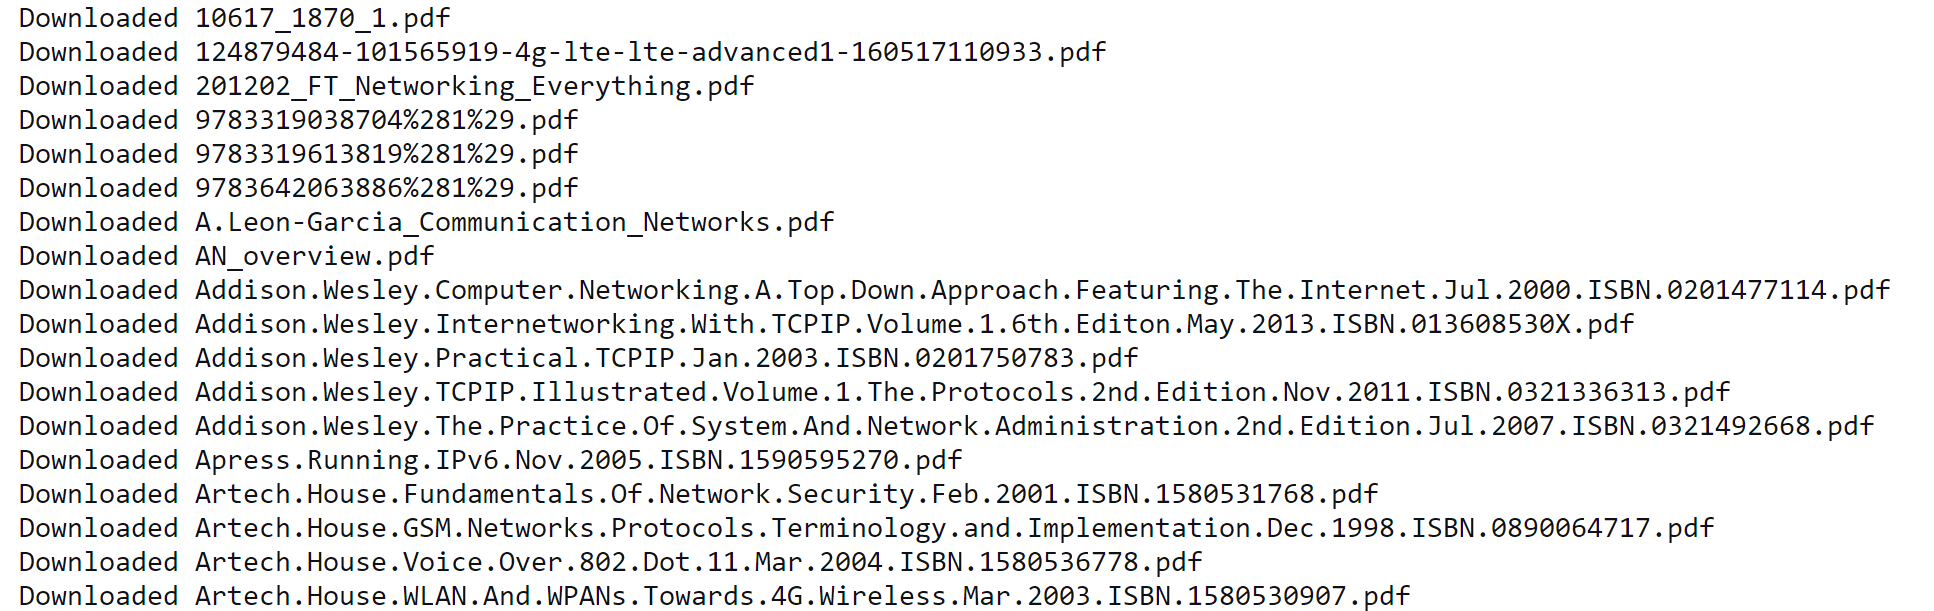 Downloaded 10617_1870_1.pdf
Downloaded 124879484-101565919-4g-lte-lte-advanced1-160517110933.pdf
Downloaded 201202_FT_Networking_Everything.pdf
Downloaded 9783319038704%281%29.pdf
Downloaded 9783319613819%281%29.pdf
Downloaded 9783642063886%281%29.pdf
Downloaded A.Leon-Garcia_Communication_Networks.pdf
Downloaded AN_overview.pdf
Downloaded Addison.Wesley.Computer.Networking.A.Top.Down.Approach.Featuring.The.Internet.Jul.2000.ISBN.0201477114.pdf
Downloaded Addison.Wesley.Internetworking.With.TCPIP.Volume.1.6th.Editon.May.2013.ISBN.013608530X.pdf
Downloaded Addison.Wesley.Practical.TCPIP.Jan.2003.ISBN.0201750783.pdf
Downloaded Addison.Wesley.TCPIP.Illustrated.Volume.1.The.Protocols.2nd.Edition.Nov.2011.ISBN.0321336313.pdf
Downloaded Addison.Wesley.The.Practice.Of.System.And.Network.Administration.2nd.Edition.Jul.2007.ISBN.0321492668.pdf
Downloaded Apress.Running.IPv6.Nov.2005.ISBN.1590595270.pdf
Downloaded Artech.House.Fundamentals.Of.Network.Security.Feb.2001.ISBN.1580531768.pdf
Downloaded Artech.House.GSM.Networks.Protocols.Terminology.and.Implementation.Dec.1998.ISBN.0890064717.pdf
Downloaded Artech.House.Voice.Over.802.Dot.11.Mar.2004.ISBN.1580536778.pdf
Downloaded Artech.House.WLAN.And.WPANs.Towards.4G.Wireless.Mar.2003.ISBN.1580530907.pdf